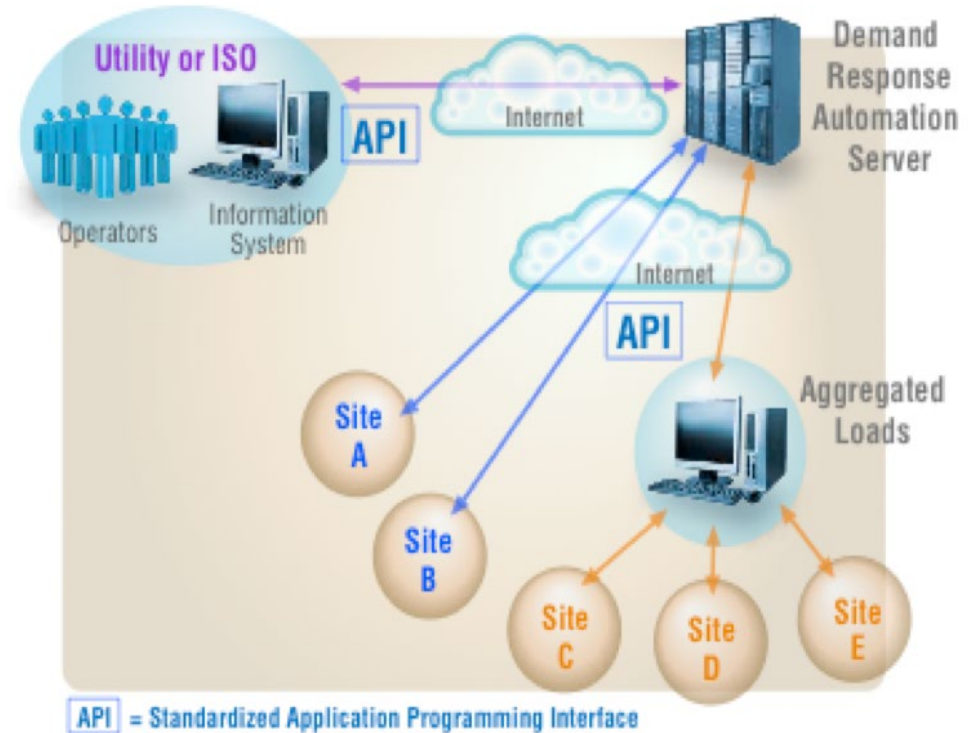 Utility or ISO
Operators
Information
System
API
Internet
Demand
Response
Automation
Server
Internet
API
Site
A
Site
B
Aggregated
Loads
Site
C
Site
D
Site
E
API = Standardized Application Programming Interface